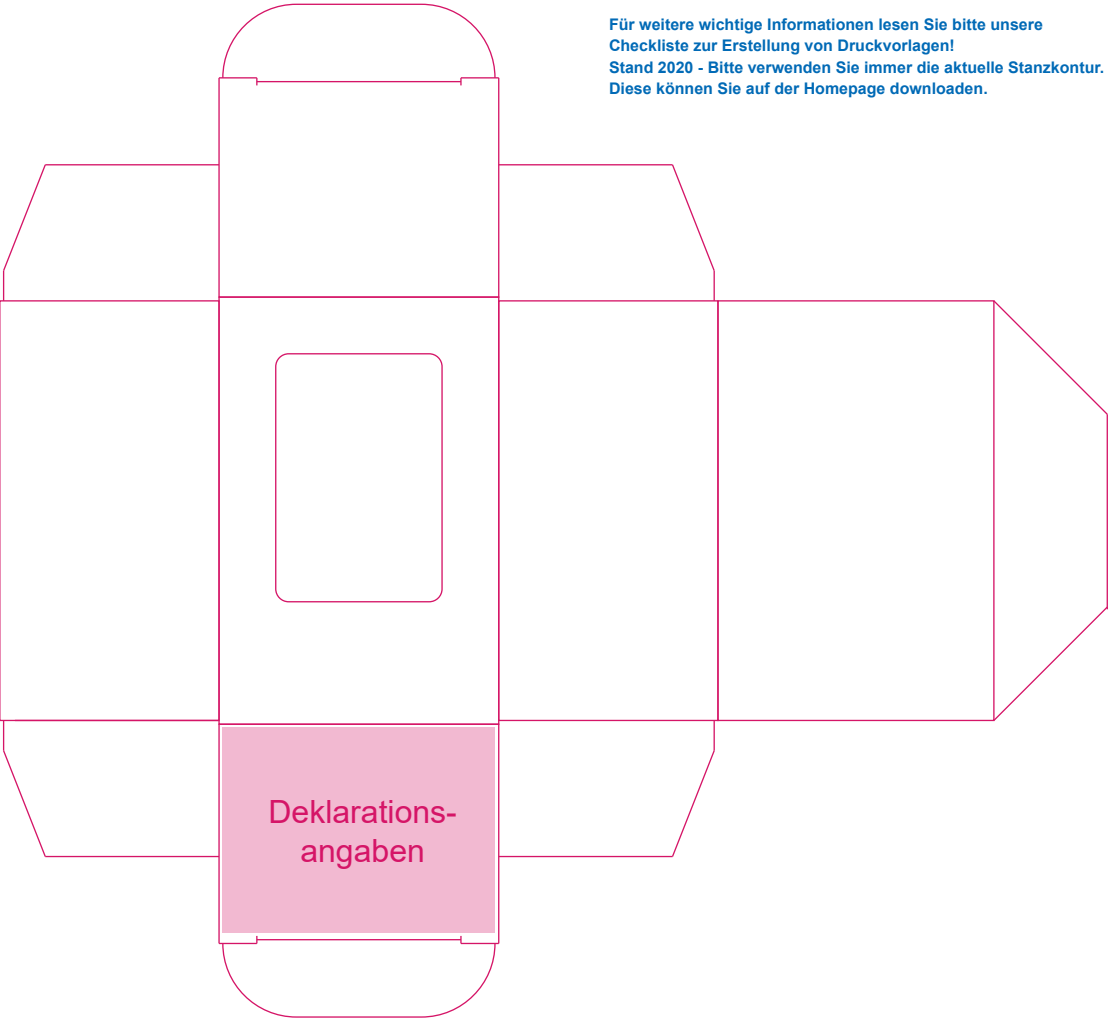 Für weitere wichtige Informationen lesen Sie bitte unsere
Checkliste zur Erstellung von Druckvorlagen!
Stand 2020 - Bitte verwenden Sie immer die aktuelle Stanzkontur.
Diese können Sie auf der Homepage downloaden.
Deklarations-
angaben